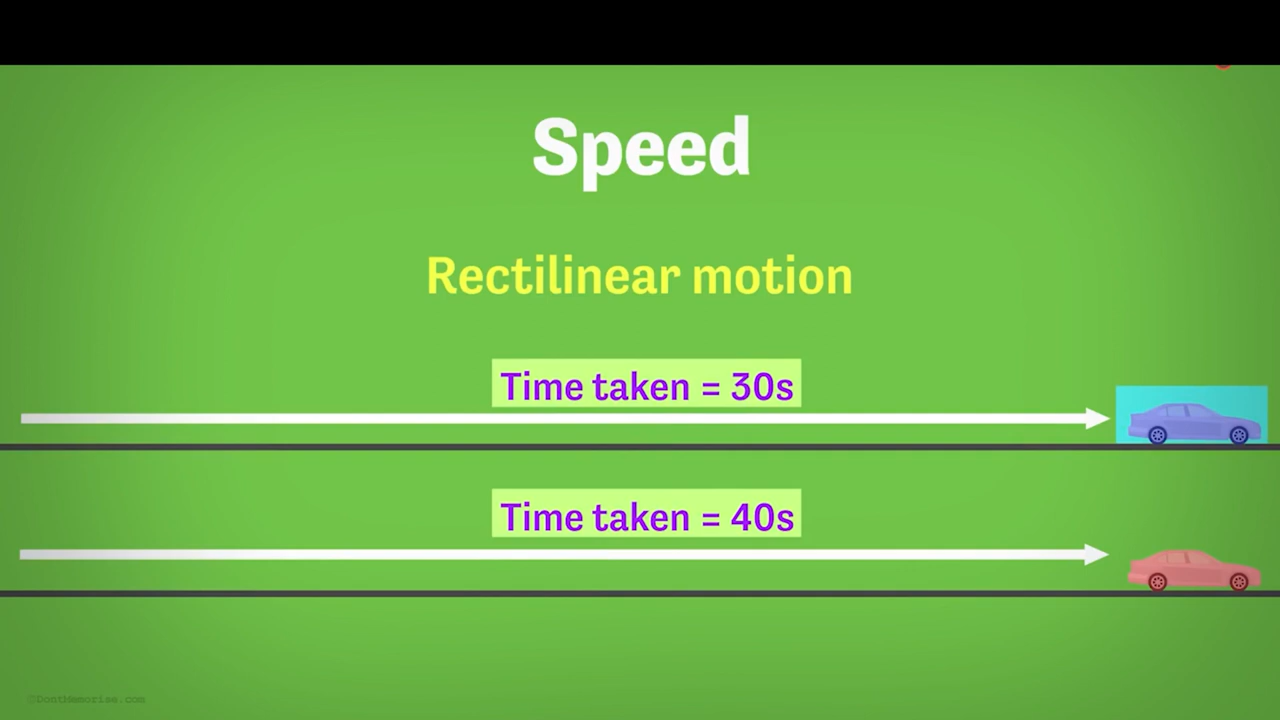 Speed
Rectilinear motion
Time taken = 30s
Time taken = 40s
©DontMemorise.com